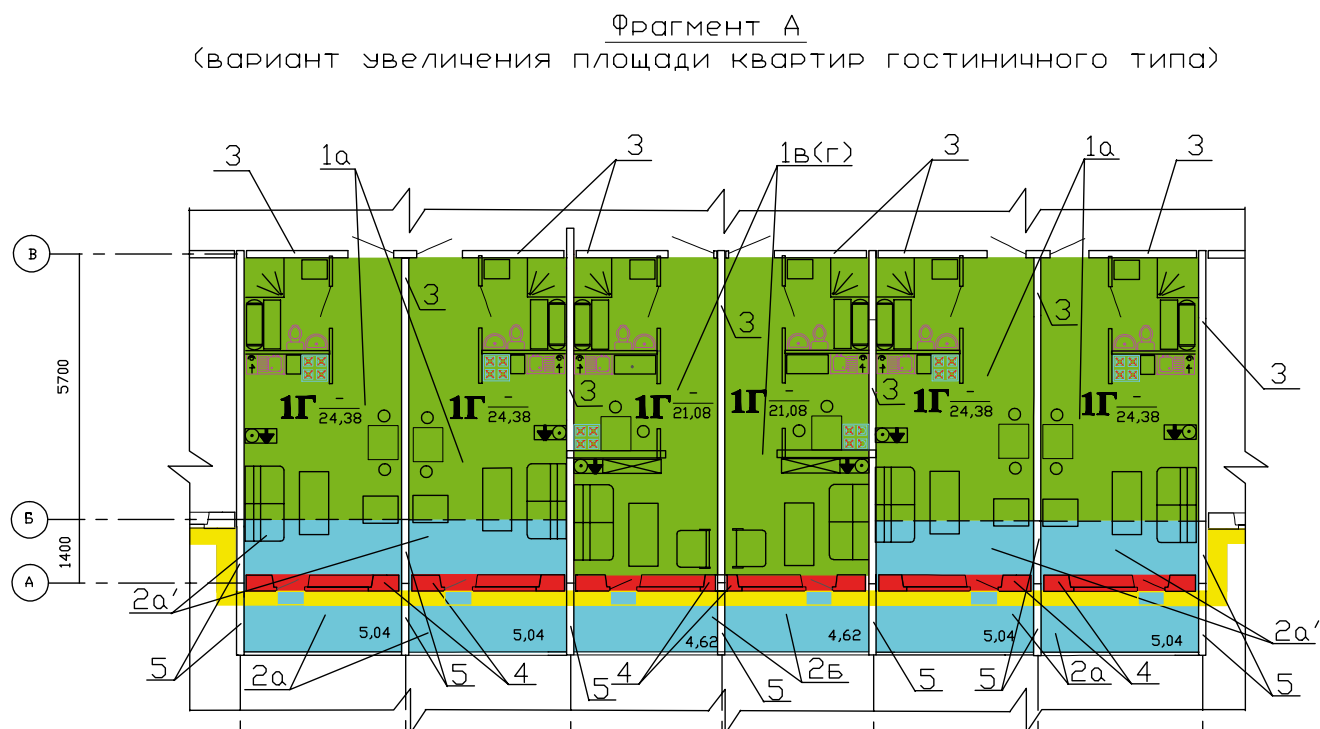 Фрагмент А
(вариант увеличения площади квартир гостиничного типа)
3
1а
3
1в(г)
3
1а
3
В
3
3
3
3
3
3
5700
1Г - 24,38
1Г - 24,38
1Г - 21,08
1Г - 21,08
1Г - 24,38
1Г - 24,38
Б
1400
А
2а'
2а'
5,04
5,04
4,62
4,62
5,04
5,04
5
2а
5
4
5
4
5
2Б
5
5
2а
4
5